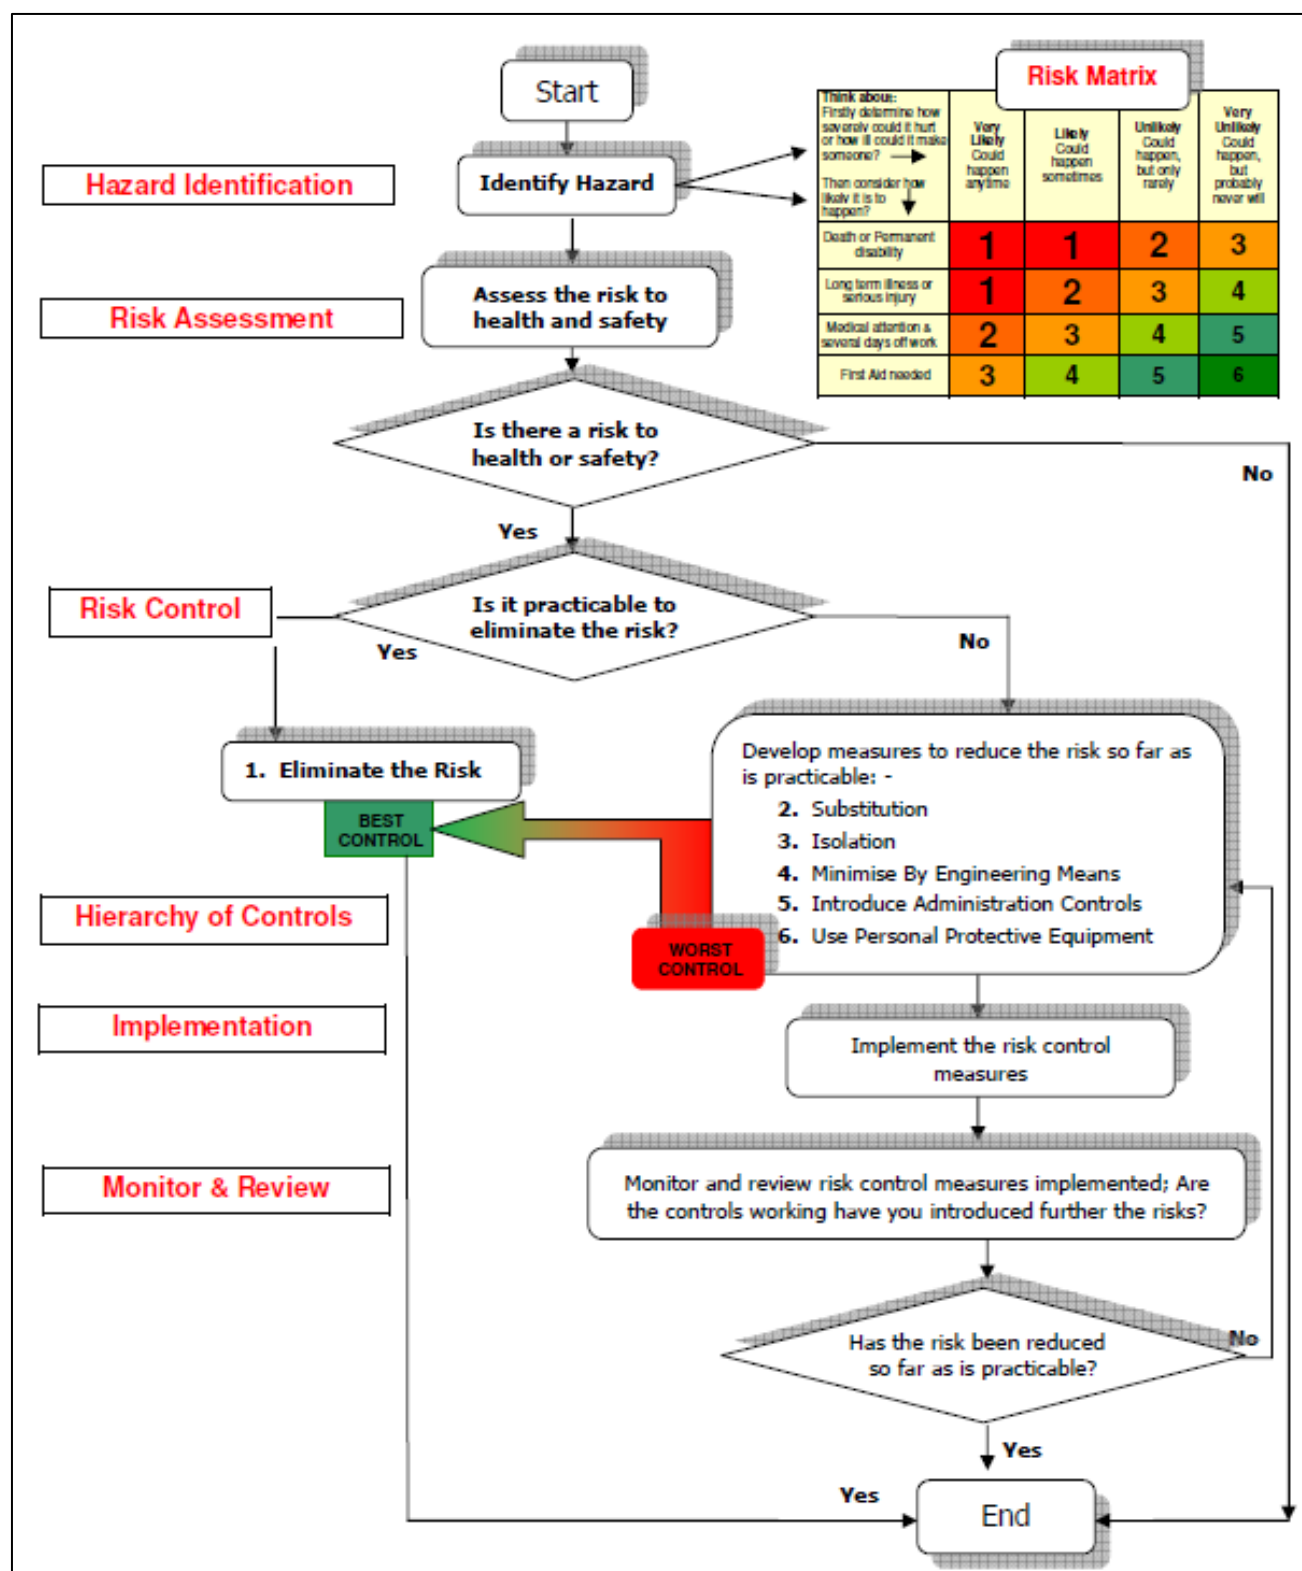 Start
Risk Matrix
Think about:
Firstly determine how
severely could it hurt
or how ill could it make
someone?
Then consider how
likely it is to
happen?
Very
Likely
Could
happen
anytime
Likely
Could
happen
sometimes
Unlikely
Could
happen,
but only
rarely
Very
Unlikely
Could
happen,
but
probably
never will
Death or Permanent
disability
1 1 2 3
Long term illness or
serious injury
1 2 3 4
Medical attention &
several days off work
2 3 4 5
First Aid needed
3 4 5 6
Hazard Identification
Identify Hazard
Risk Assessment
Assess the risk to
health and safety
Is there a risk to
health or safety?
No
Yes
Risk Control
Is it practicable to
eliminate the risk?
Yes
No
1. Eliminate the Risk
BEST
CONTROL
Develop measures to reduce the risk so far as
is practicable: -
2. Substitution
3. Isolation
4. Minimise By Engineering Means
5. Introduce Administration Controls
6. Use Personal Protective Equipment
WORST
CONTROL
Hierarchy of Controls
Implementation
Implement the risk control
measures
Monitor & Review
Monitor and review risk control measures implemented; Are
the controls working have you introduced further the risks?
Has the risk been reduced
so far as is practicable?
No
Yes
Yes
End